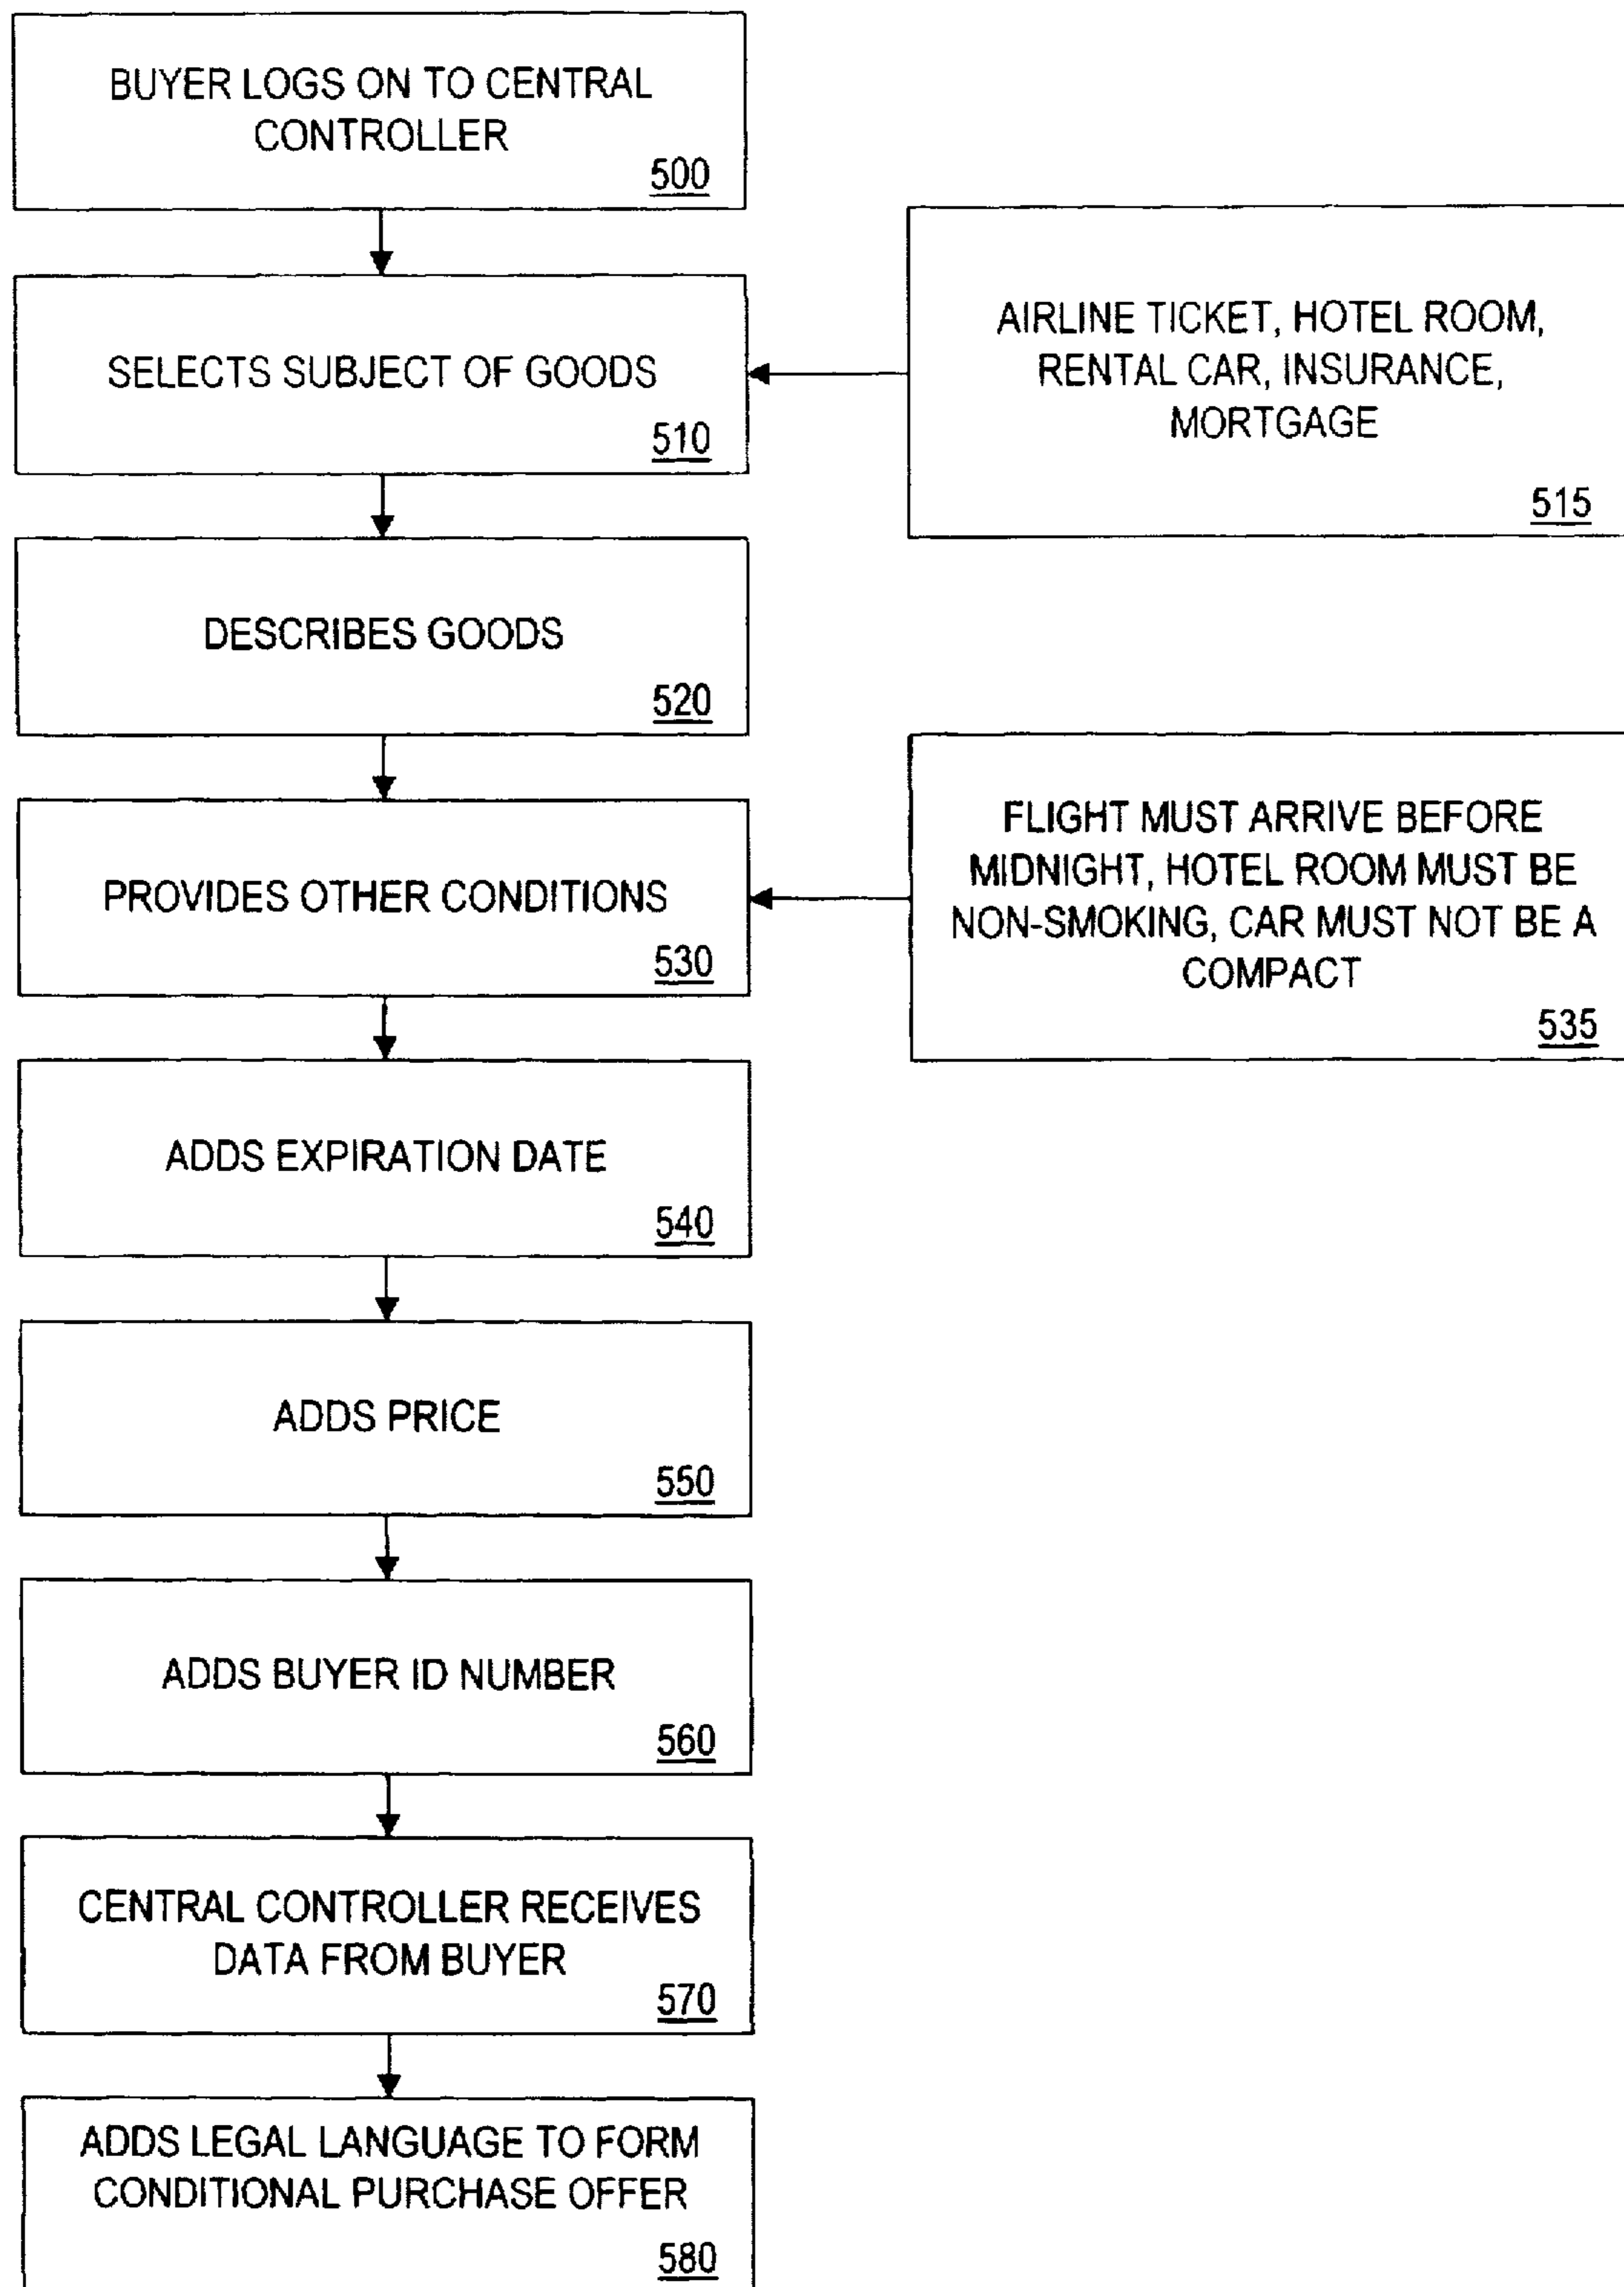 BUYER LOGS ON TO CENTRAL
CONTROLLER
500
SELECTS SUBJECT OF GOODS
510
AIRLINE TICKET, HOTEL ROOM,
RENTAL CAR, INSURANCE,
MORTGAGE
515
DESCRIBES GOODS
520
PROVIDES OTHER CONDITIONS
530
FLIGHT MUST ARRIVE BEFORE
MIDNIGHT, HOTEL ROOM MUST BE
NON-SMOKING, CAR MUST NOT BE A
COMPACT
535
ADDS EXPIRATION DATE
540
ADDS PRICE
550
ADDS BUYER ID NUMBER
560
CENTRAL CONTROLLER RECEIVES
DATA FROM BUYER
570
ADDS LEGAL LANGUAGE TO FORM
CONDITIONAL PURCHASE OFFER
580